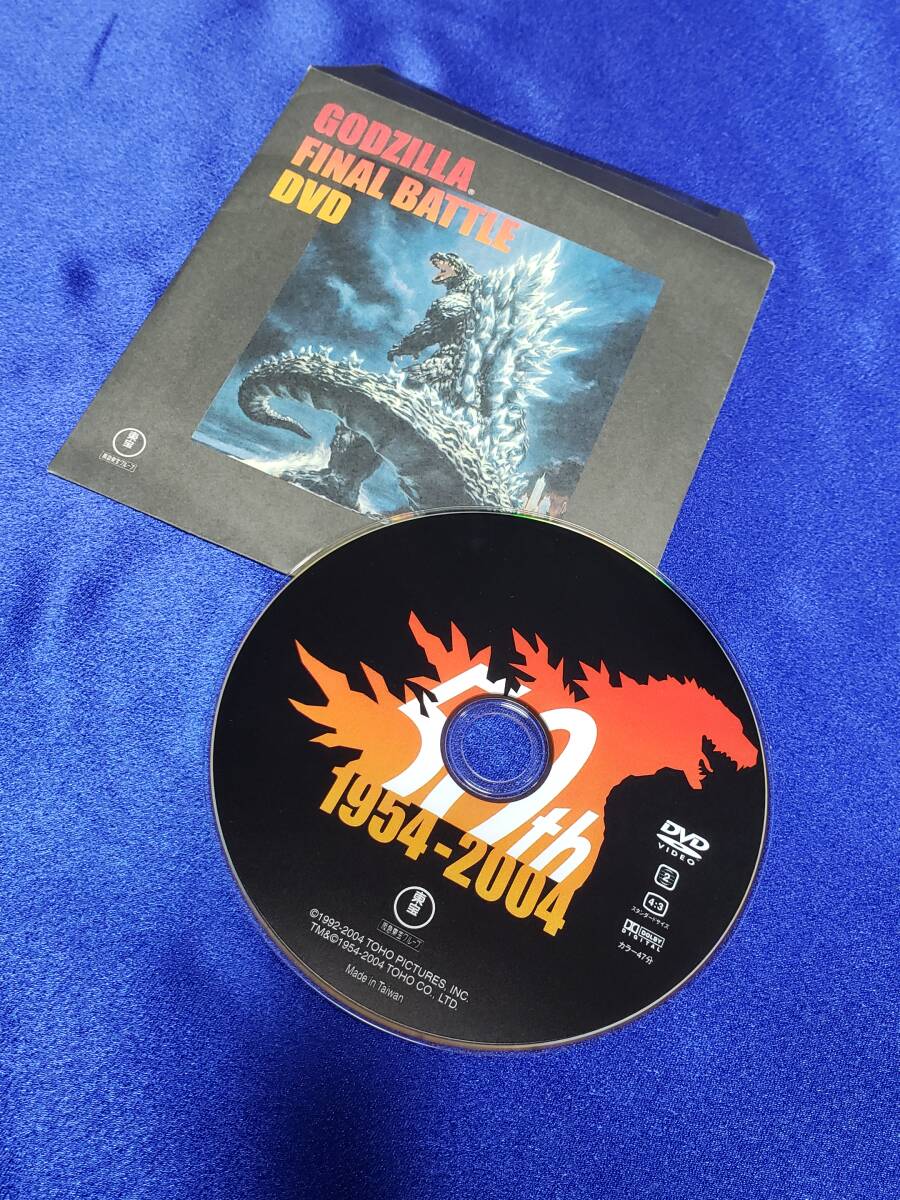 GODZILLA®
FINAL BATTLE
DVD
東宝
50th
1954-2004
DVD
VIDEO
2
4:3
スタンダードサイズ
DOLBY
DIGITAL
カラー47分
東宝
©1992-2004 TOHO PICTURES, INC.
TM&©1954-2004 TOHO CO., LTD.
Made in Taiwan